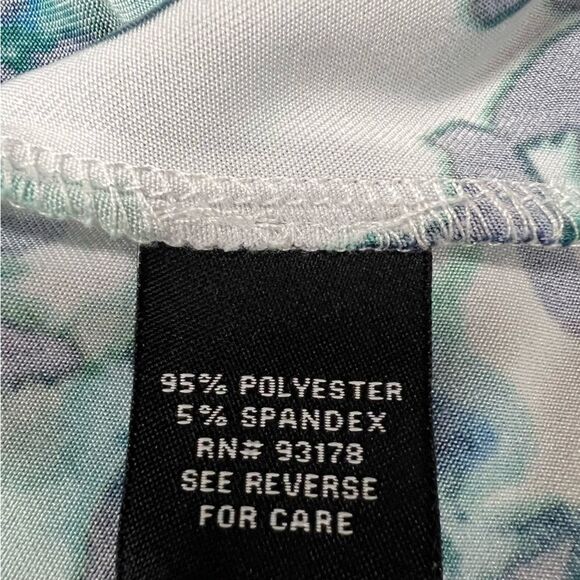 95% POLYESTER
5% SPANDEX
RN# 93178
SEE REVERSE
FOR CARE